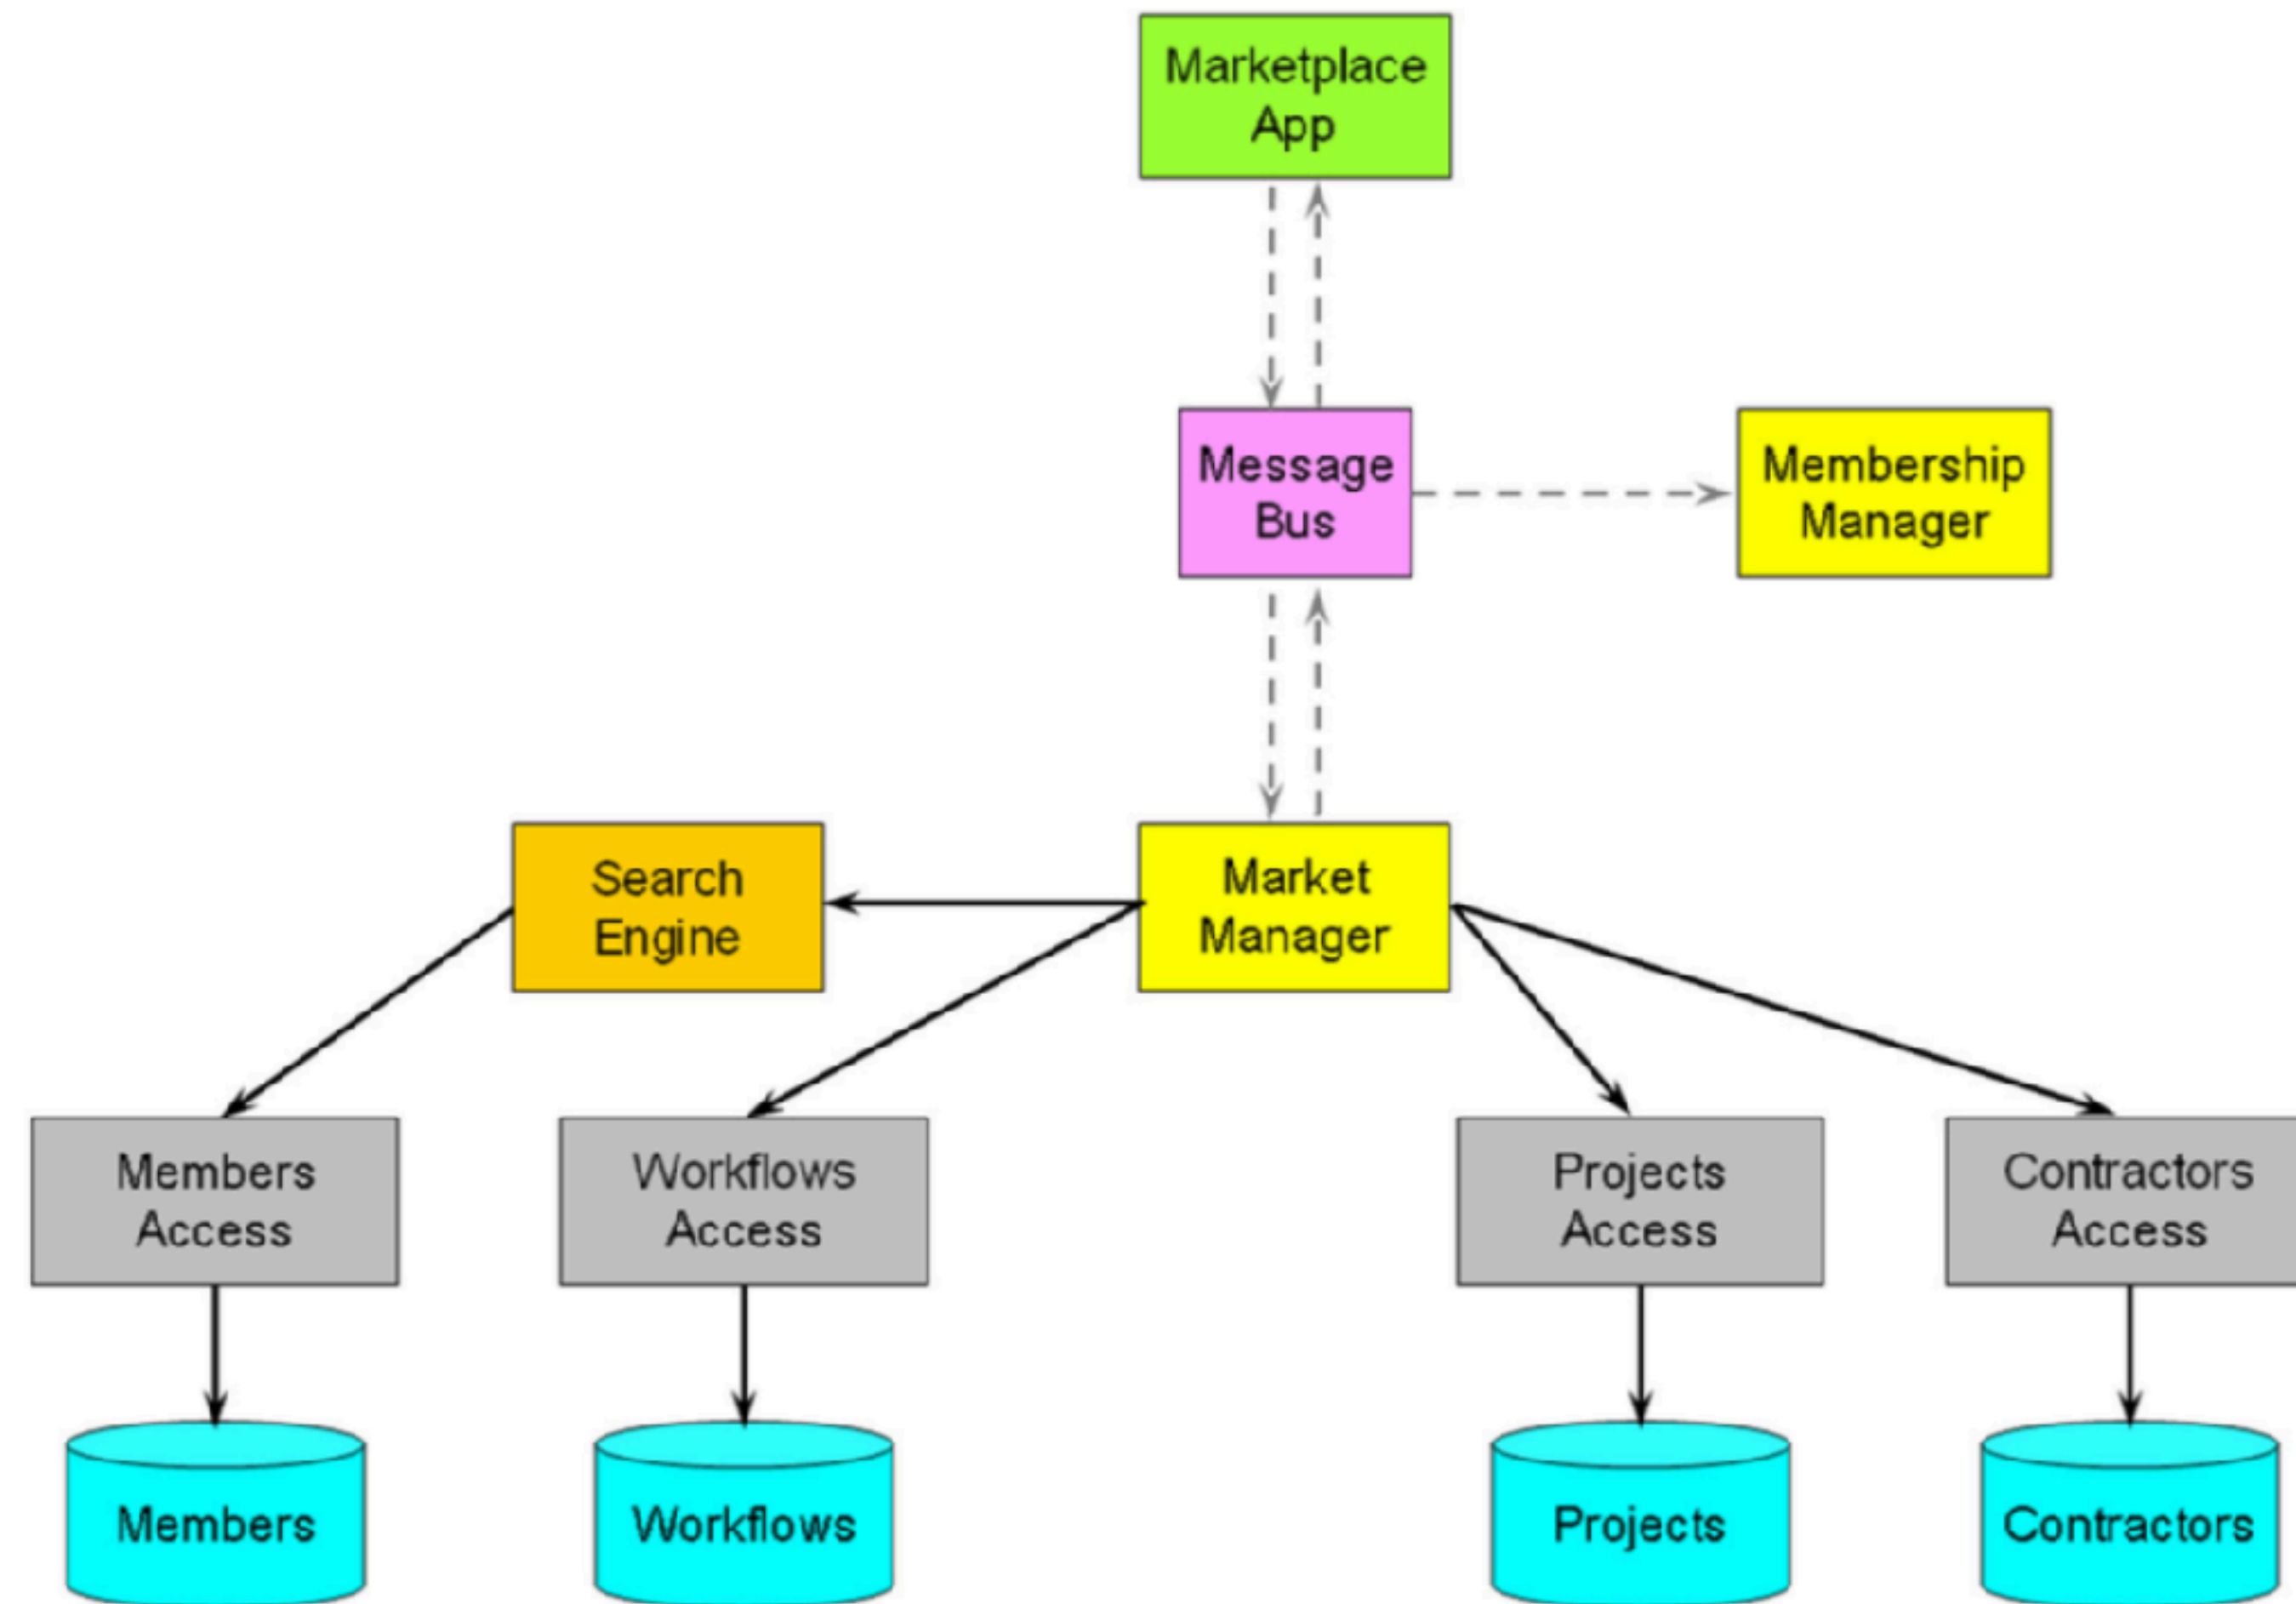 Marketplace
App
Message
Bus
Membership
Manager
Search
Engine
Market
Manager
Members
Access
Workflows
Access
Projects
Access
Contractors
Access
Members
Workflows
Projects
Contractors